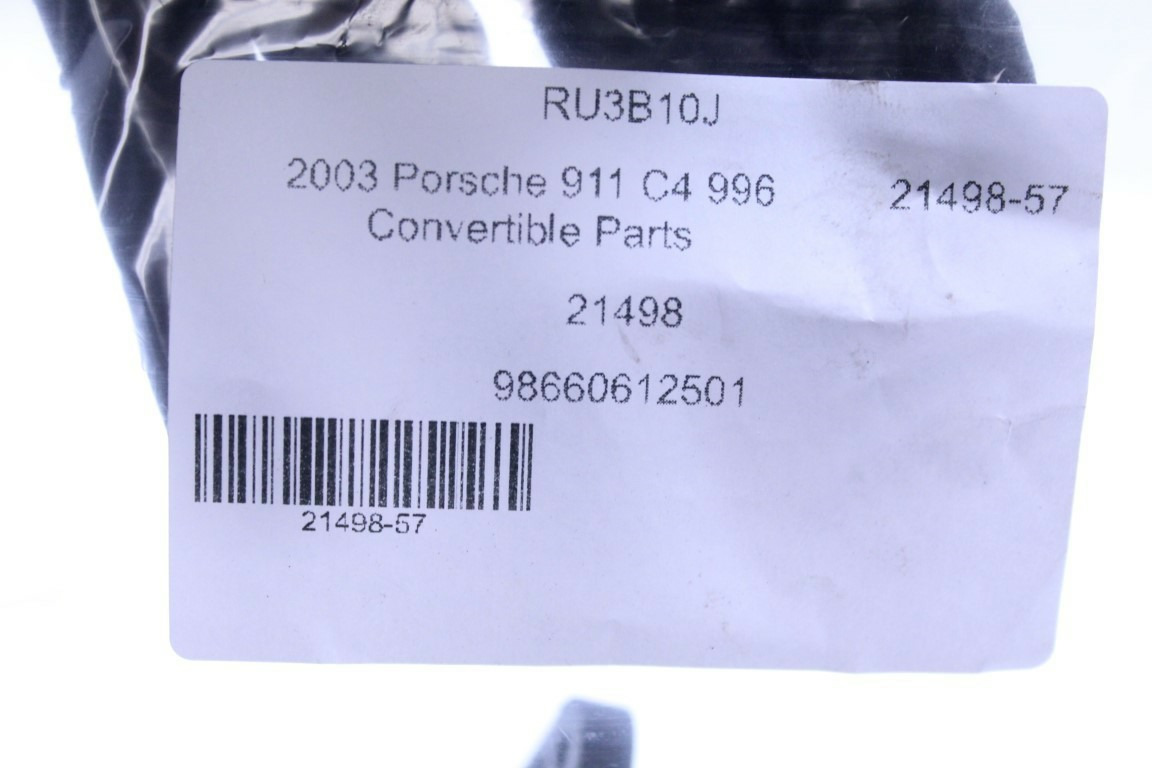 RU3B10J
2003 Porsche 911 C4 996
Convertible Parts
21498-57
21498
98660612501
21498-57